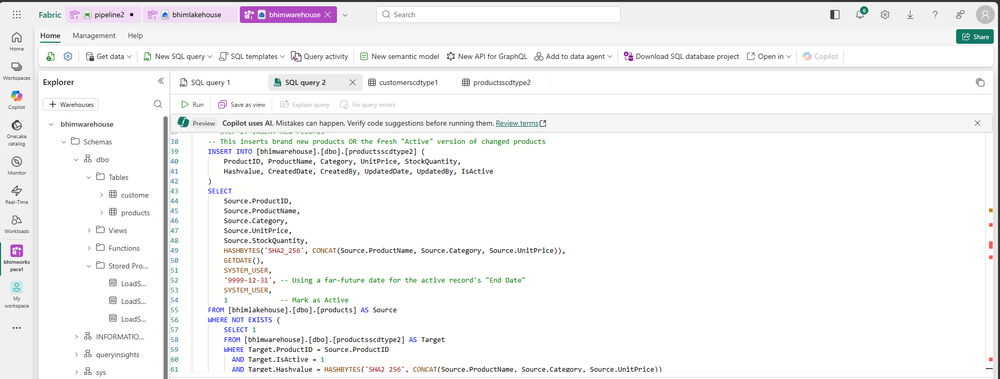 Fabric
pipeline2
bhimlakehouse
bhimwarehouse
Search
6
Home
Management
Help
Share
Get data
New SQL query
SQL templates
Query activity
New semantic model
New API for GraphQL
Add to data agent
Download SQL database project
Open in
Copilot
Home
Workspaces
Copilot
OneLake
catalog
Monitor
Real-Time
Workloads
bhimworks
pace1
My
workspace
Explorer
Warehouses
bhimwarehouse
Schemas
dbo
Tables
custome
products
Views
Functions
Stored Pro...
LoadS...
LoadS...
LoadS...
INFORMATIO...
queryinsights
sys
SQL query 1
SQL query 2
customerscdtype1
productsscdtype2
Run
Save as view
Explain query
Fix query errors
Preview Copilot uses AI. Mistakes can happen. Verify code suggestions before running them. Review terms
37 -- STEP 2: INSERT new records
38 -- This inserts brand new products OR the fresh "Active" version of changed products
39 INSERT INTO [bhimwarehouse].[dbo].[productsscdtype2] (
40 ProductID, ProductName, Category, UnitPrice, StockQuantity,
41 Hashvalue, CreatedDate, CreatedBy, UpdatedDate, UpdatedBy, IsActive
42 )
43 SELECT
44 Source.ProductID,
45 Source.ProductName,
46 Source.Category,
47 Source.UnitPrice,
48 Source.StockQuantity,
49 HASHBYTES('SHA2_256', CONCAT(Source.ProductName, Source.Category, Source.UnitPrice)),
50 GETDATE(),
51 SYSTEM_USER,
52 '9999-12-31', -- Using a far-future date for the active record's "End Date"
53 SYSTEM_USER,
54 1 -- Mark as Active
55 FROM [bhimlakehouse].[dbo].[products] AS Source
56 WHERE NOT EXISTS (
57 SELECT 1
58 FROM [bhimwarehouse].[dbo].[productsscdtype2] AS Target
59 WHERE Target.ProductID = Source.ProductID
60 AND Target.IsActive = 1
61 AND Target.Hashvalue = HASHBYTES('SHA2_256', CONCAT(Source.ProductName, Source.Category, Source.UnitPrice))